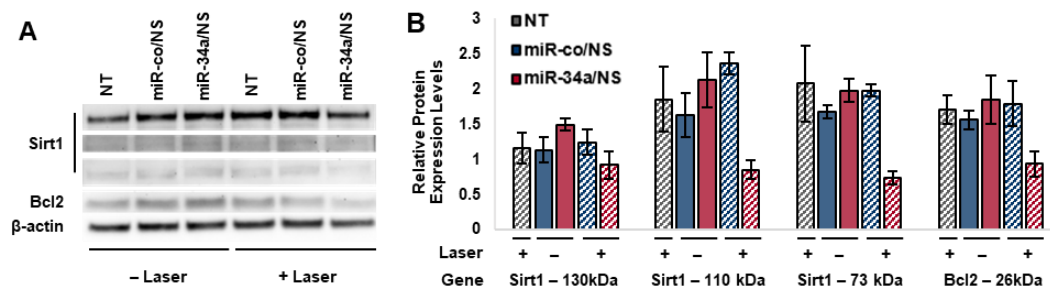 A
NT
miR-co/NS
miR-34a/NS
NT
miR-co/NS
miR-34a/NS
Sirt1
Bcl2
β-actin
– Laser
+ Laser
B
Relative Protein
Expression Levels
3
2.5
2
1.5
1
0.5
0
NT
miR-co/NS
miR-34a/NS
Laser + – + + – + + – + + – +
Gene Sirt1 – 130kDa Sirt1 – 110 kDa Sirt1 – 73 kDa Bcl2 – 26kDa